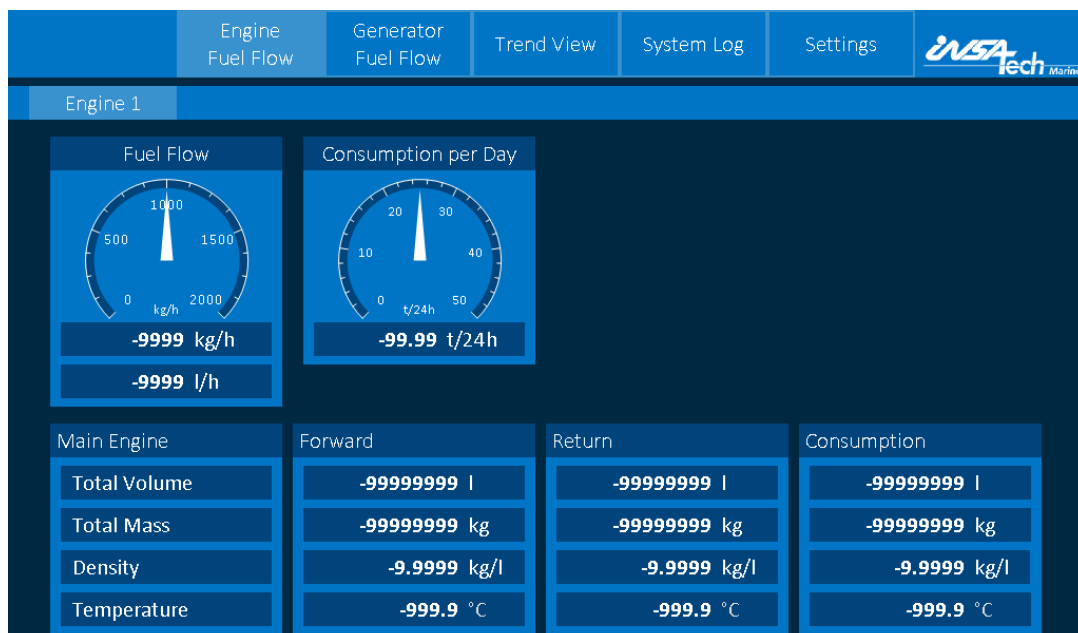 Engine
Fuel Flow
Generator
Fuel Flow
Trend View
System Log
Settings
INSA
Tech Marine
Engine 1
Fuel Flow
0
500
1000
1500
2000
kg/h
-9999 kg/h
-9999 l/h
Consumption per Day
0
10
20
30
40
50
t/24h
-99.99 t/24h
Main Engine Forward Return Consumption
Total Volume -99999999 l -99999999 l -99999999 l
Total Mass -99999999 kg -99999999 kg -99999999 kg
Density -9.9999 kg/l -9.9999 kg/l -9.9999 kg/l
Temperature -999.9 °C -999.9 °C -999.9 °C